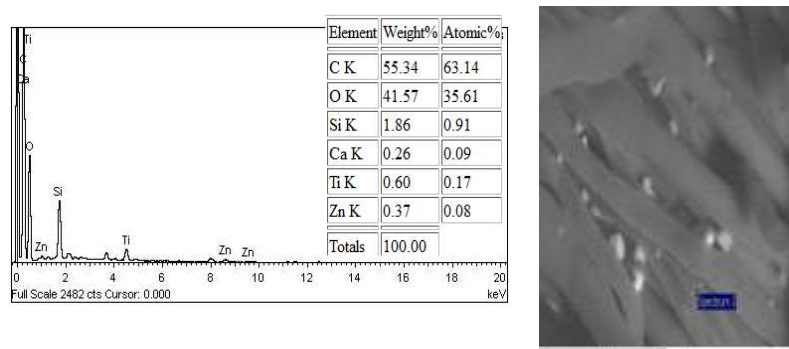 Ti
C
Ca
O
Si
Zn
Ti
Zn
Zn
0 2 4 6 8 10 12 14 16 18 20
Full Scale 2482 cts Cursor: 0.000
keV
Element Weight% Atomic%
C K 55.34 63.14
O K 41.57 35.61
Si K 1.86 0.91
Ca K 0.26 0.09
Ti K 0.60 0.17
Zn K 0.37 0.08
Totals 100.00